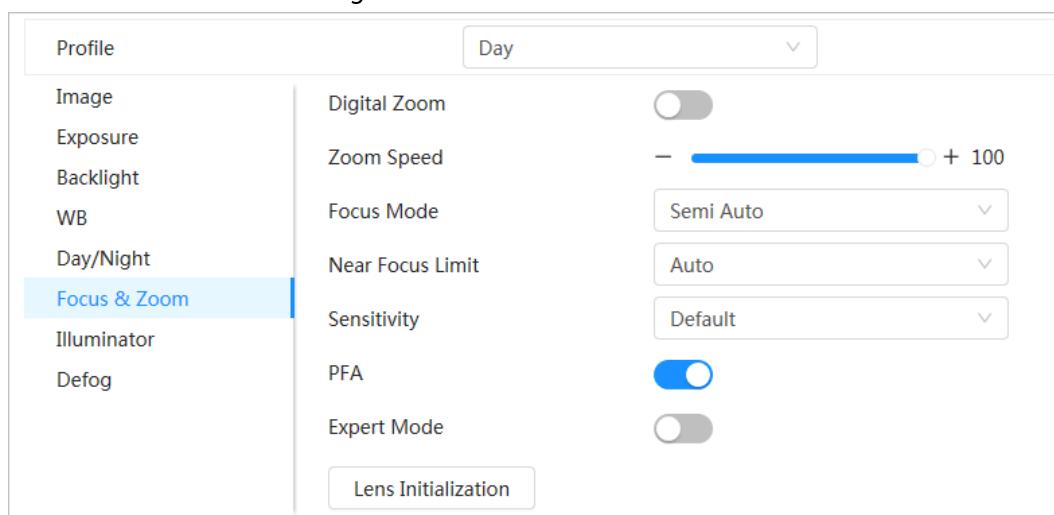 Profile Day
Image
Exposure
Backlight
WB
Day/Night
Focus & Zoom
Illuminator
Defog
Digital Zoom
Zoom Speed − + 100
Focus Mode Semi Auto
Near Focus Limit Auto
Sensitivity Default
PFA
Expert Mode
Lens Initialization